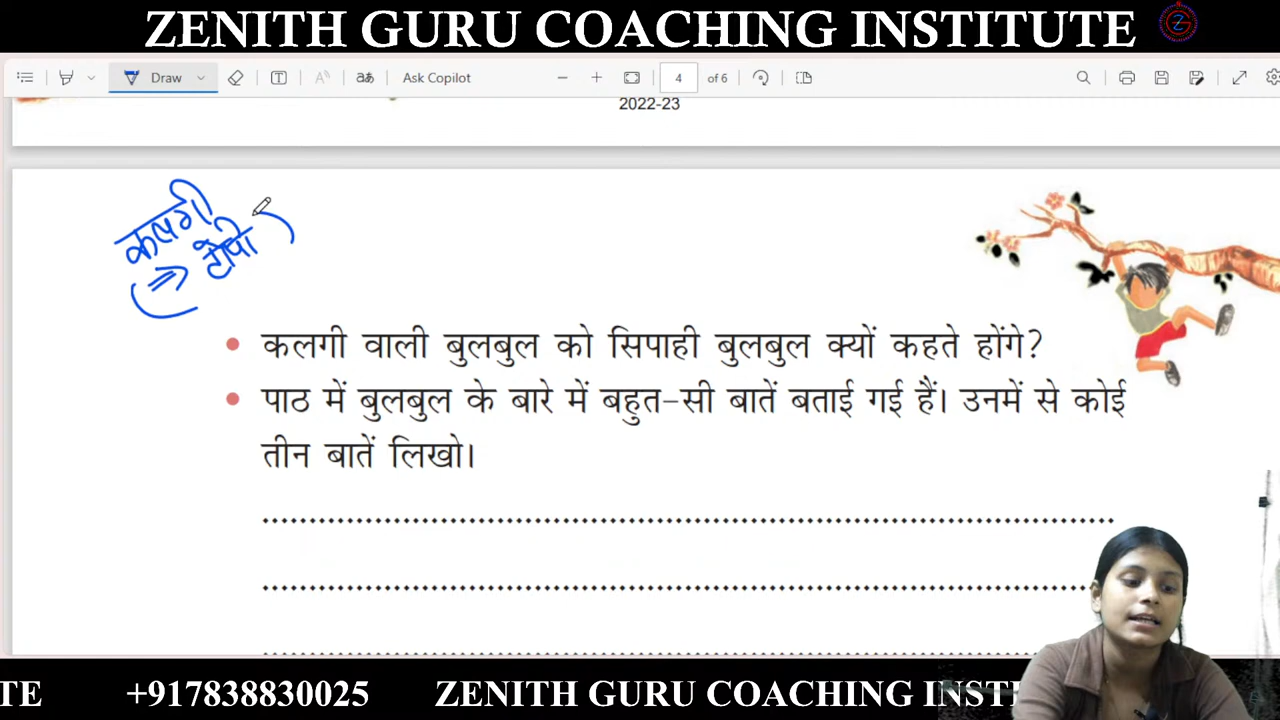 ZENITH GURU COACHING INSTITUTE
Draw
Ask Copilot
4 of 6
2022-23
कलगी
⇒ टोपी
कलगी वाली बुलबुल को सिपाही बुलबुल क्यों कहते होंगे?
पाठ में बुलबुल के बारे में बहुत-सी बातें बताई गई हैं। उनमें से कोई
तीन बातें लिखो।
TE +917838830025 ZENITH GURU COACHING INSTI